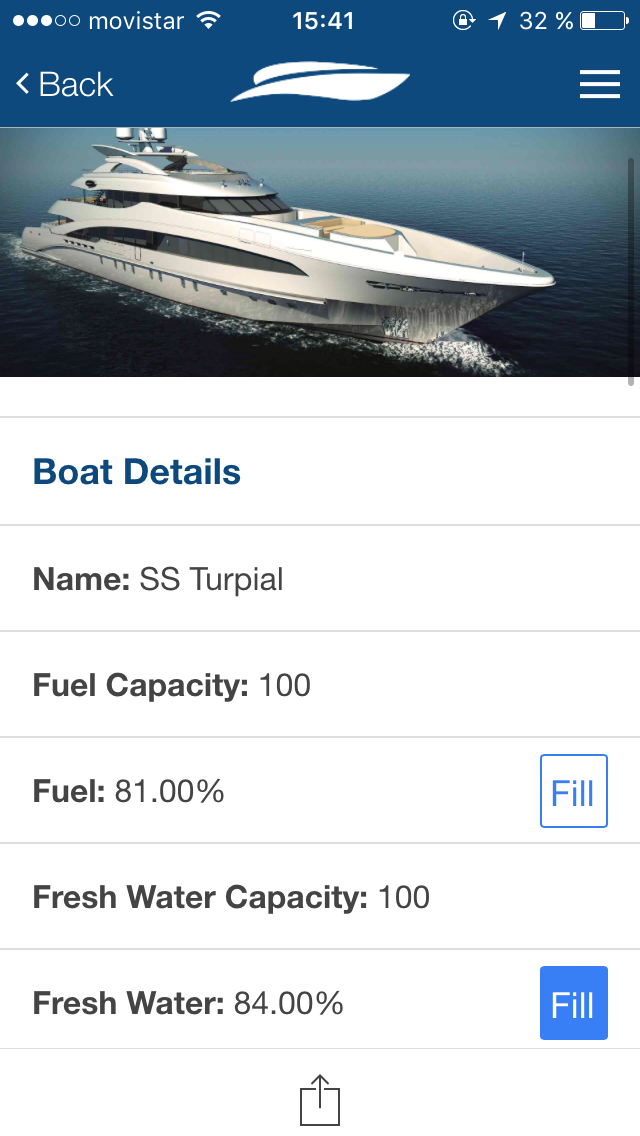 movistar 15:41 32 %
Back
Boat Details
Name: SS Turpial
Fuel Capacity: 100
Fuel: 81.00% Fill
Fresh Water Capacity: 100
Fresh Water: 84.00% Fill